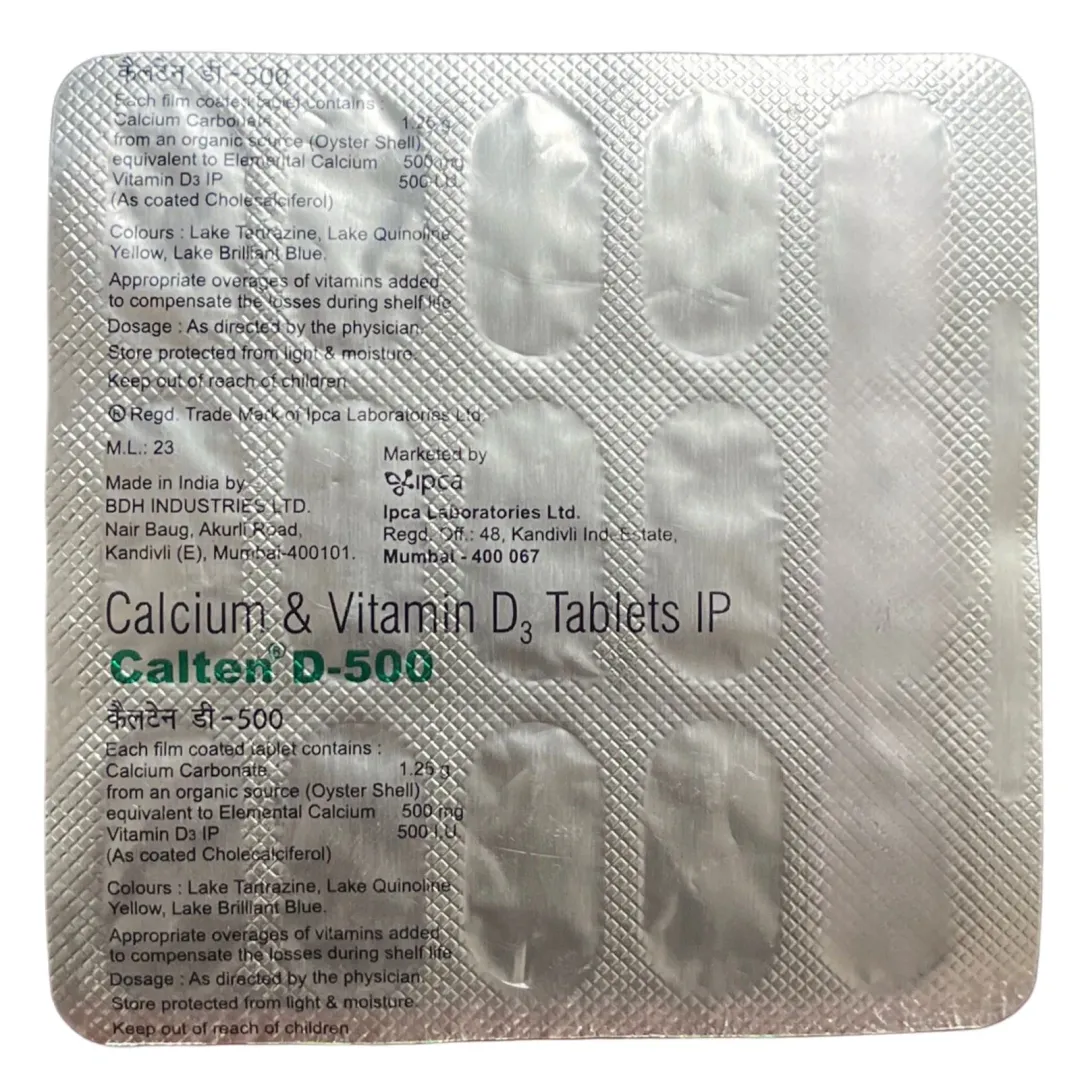 कैलटेन डी -500
Each film coated tablet contains :
Calcium Carbonate 1.25 g
from an organic source (Oyster Shell)
equivalent to Elemental Calcium 500 mg
Vitamin D3 IP 500 I.U.
(As coated Cholecalciferol)
Colours : Lake Tartrazine, Lake Quinoline
Yellow, Lake Brilliant Blue.
Appropriate overages of vitamins added
to compensate the losses during shelf life
Dosage : As directed by the physician.
Store protected from light & moisture.
Keep out of reach of children
® Regd. Trade Mark of Ipca Laboratories Ltd.
M.L.: 23
Made in India by
BDH INDUSTRIES LTD.
Nair Baug, Akurli Road,
Kandivli (E), Mumbai-400101.
Marketed by
ipca
Ipca Laboratories Ltd.
Regd. Off.: 48, Kandivli Ind. Estate,
Mumbai - 400 067
Calcium & Vitamin D3 Tablets IP
Calten® D-500
कैलटेन डी -500
Each film coated tablet contains :
Calcium Carbonate 1.25 g
from an organic source (Oyster Shell)
equivalent to Elemental Calcium 500 mg
Vitamin D3 IP 500 I.U.
(As coated Cholecalciferol)
Colours : Lake Tartrazine, Lake Quinoline
Yellow, Lake Brilliant Blue.
Appropriate overages of vitamins added
to compensate the losses during shelf life
Dosage : As directed by the physician.
Store protected from light & moisture.
Keep out of reach of children